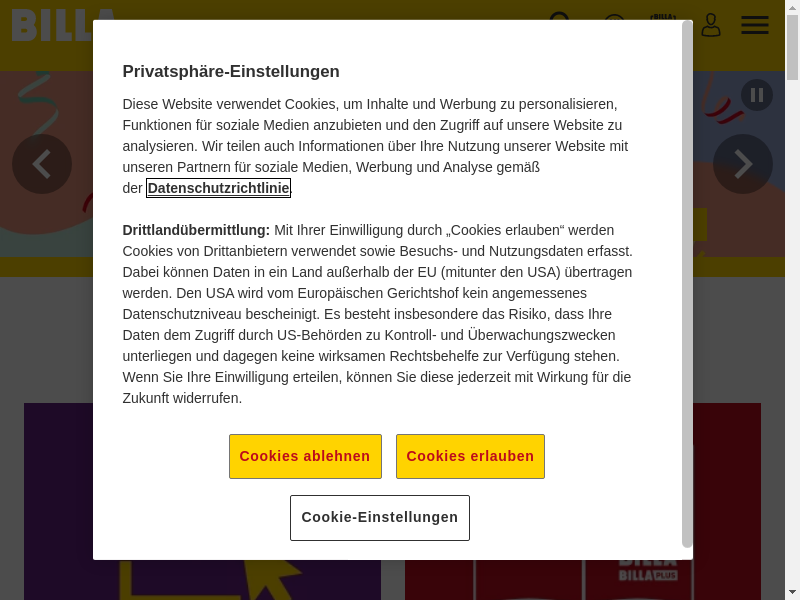 BILLA
Privatsphäre-Einstellungen
Diese Website verwendet Cookies, um Inhalte und Werbung zu personalisieren,
Funktionen für soziale Medien anzubieten und den Zugriff auf unsere Website zu
analysieren. Wir teilen auch Informationen über Ihre Nutzung unserer Website mit
unseren Partnern für soziale Medien, Werbung und Analyse gemäß
der Datenschutzrichtlinie.
Drittlandübermittlung: Mit Ihrer Einwilligung durch „Cookies erlauben“ werden
Cookies von Drittanbietern verwendet sowie Besuchs- und Nutzungsdaten erfasst.
Dabei können Daten in ein Land außerhalb der EU (mitunter den USA) übertragen
werden. Den USA wird vom Europäischen Gerichtshof kein angemessenes
Datenschutzniveau bescheinigt. Es besteht insbesondere das Risiko, dass Ihre
Daten dem Zugriff durch US-Behörden zu Kontroll- und Überwachungszwecken
unterliegen und dagegen keine wirksamen Rechtsbehelfe zur Verfügung stehen.
Wenn Sie Ihre Einwilligung erteilen, können Sie diese jederzeit mit Wirkung für die
Zukunft widerrufen.
Cookies ablehnen
Cookies erlauben
Cookie-Einstellungen
BILLA
BILLA PLUS